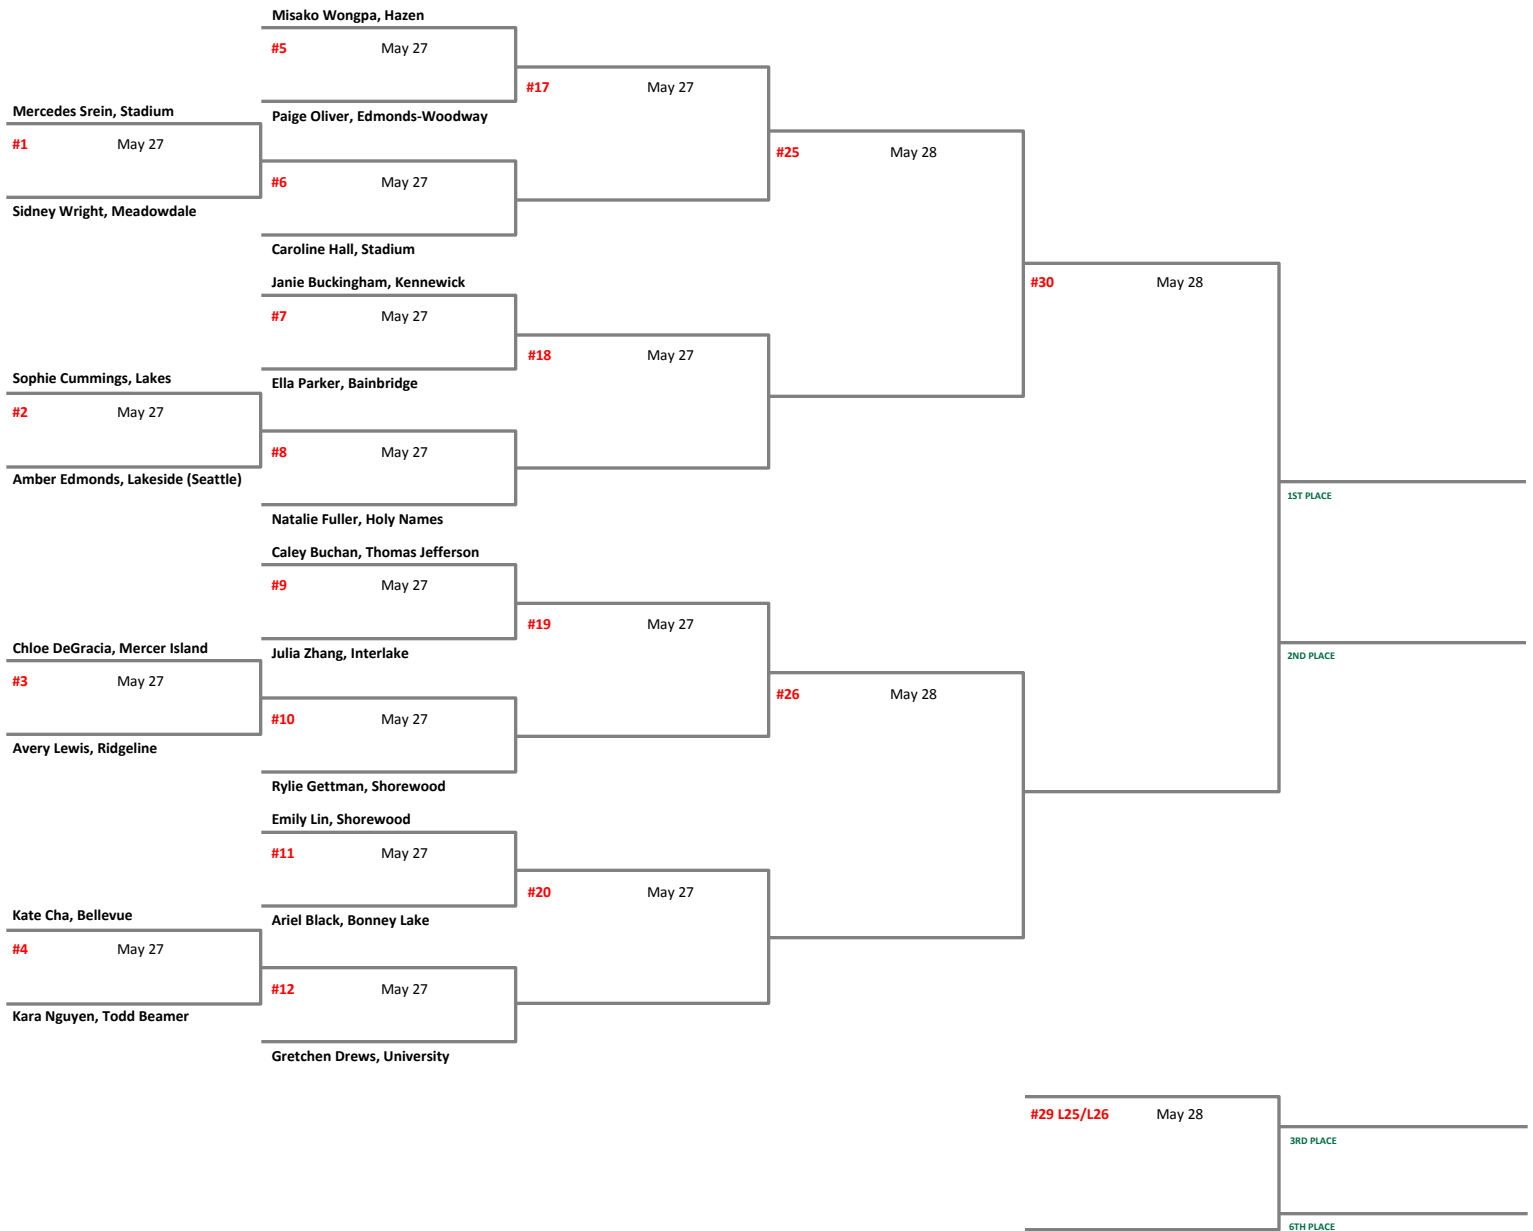 Misako Wongpa, Hazen
#5 May 27
#17 May 27
Mercedes Srein, Stadium
Paige Oliver, Edmonds-Woodway
#1 May 27
#25 May 28
#6 May 27
Sidney Wright, Meadowdale
Caroline Hall, Stadium
Janie Buckingham, Kennewick
#30 May 28
#7 May 27
#18 May 27
Sophie Cummings, Lakes
Ella Parker, Bainbridge
#2 May 27
#8 May 27
Amber Edmonds, Lakeside (Seattle)
1ST PLACE
Natalie Fuller, Holy Names
Caley Buchan, Thomas Jefferson
#9 May 27
#19 May 27
Chloe DeGracia, Mercer Island
Julia Zhang, Interlake
2ND PLACE
#3 May 27
#26 May 28
#10 May 27
Avery Lewis, Ridgeline
Rylie Gettman, Shorewood
Emily Lin, Shorewood
#11 May 27
#20 May 27
Kate Cha, Bellevue
Ariel Black, Bonney Lake
#4 May 27
#12 May 27
Kara Nguyen, Todd Beamer
Gretchen Drews, University
#29 L25/L26 May 28
3RD PLACE
6TH PLACE